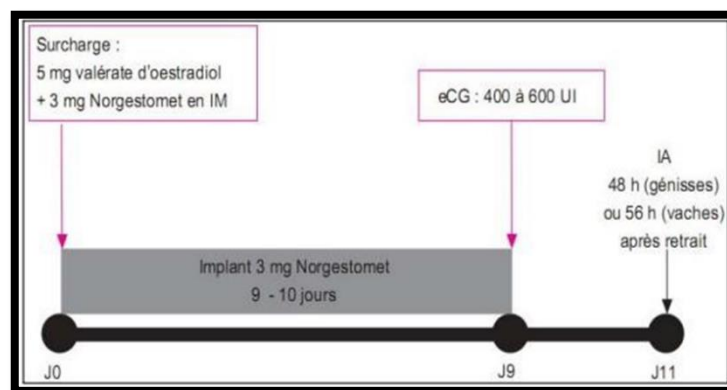 Surcharge :
5 mg valérate d'oestradiol
+ 3 mg Norgestomet en IM
eCG : 400 à 600 UI
IA
48 h (génisses)
ou 56 h (vaches)
après retrait
Implant 3 mg Norgestomet
9 - 10 jours
J0
J9
J11